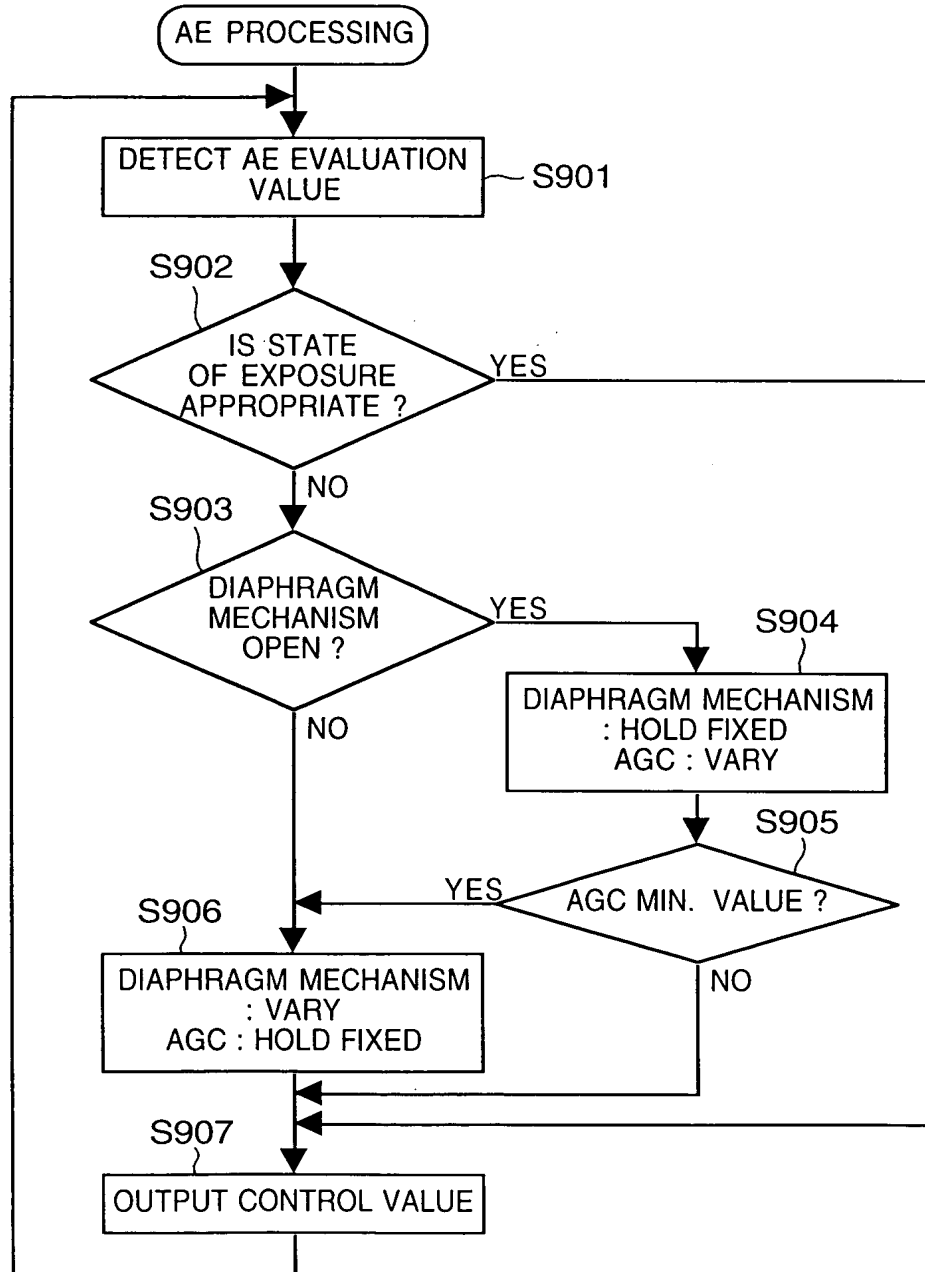 AE PROCESSING
DETECT AE EVALUATION
VALUE
S901
S902
IS STATE
OF EXPOSURE
APPROPRIATE ?
YES
NO
S903
DIAPHRAGM
MECHANISM
OPEN ?
YES
NO
S904
DIAPHRAGM MECHANISM
: HOLD FIXED
AGC : VARY
S905
AGC MIN. VALUE ?
YES
NO
S906
DIAPHRAGM MECHANISM
: VARY
AGC : HOLD FIXED
S907
OUTPUT CONTROL VALUE